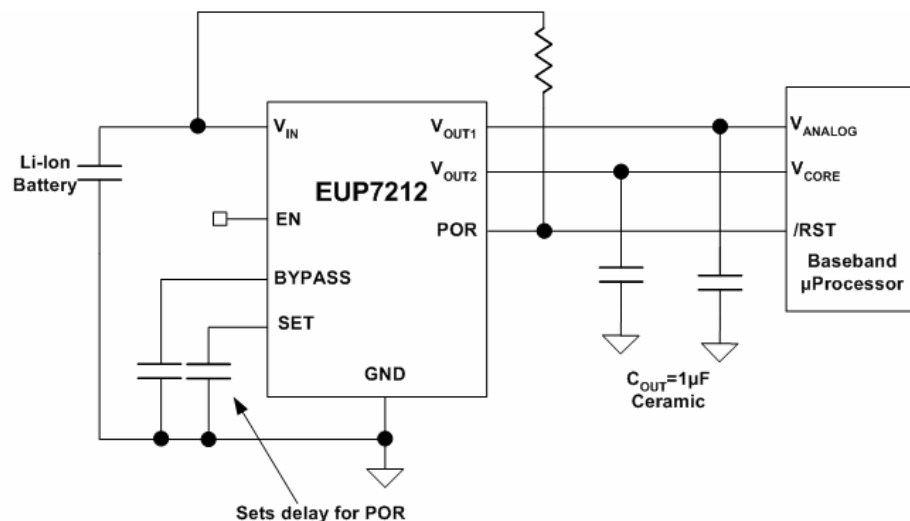 V_IN
V_OUT1
V_ANALOG
Li-Ion
Battery
EUP7212
V_OUT2
V_CORE
EN
POR
/RST
BYPASS
Baseband
µProcessor
SET
GND
C_OUT=1µF
Ceramic
Sets delay for POR